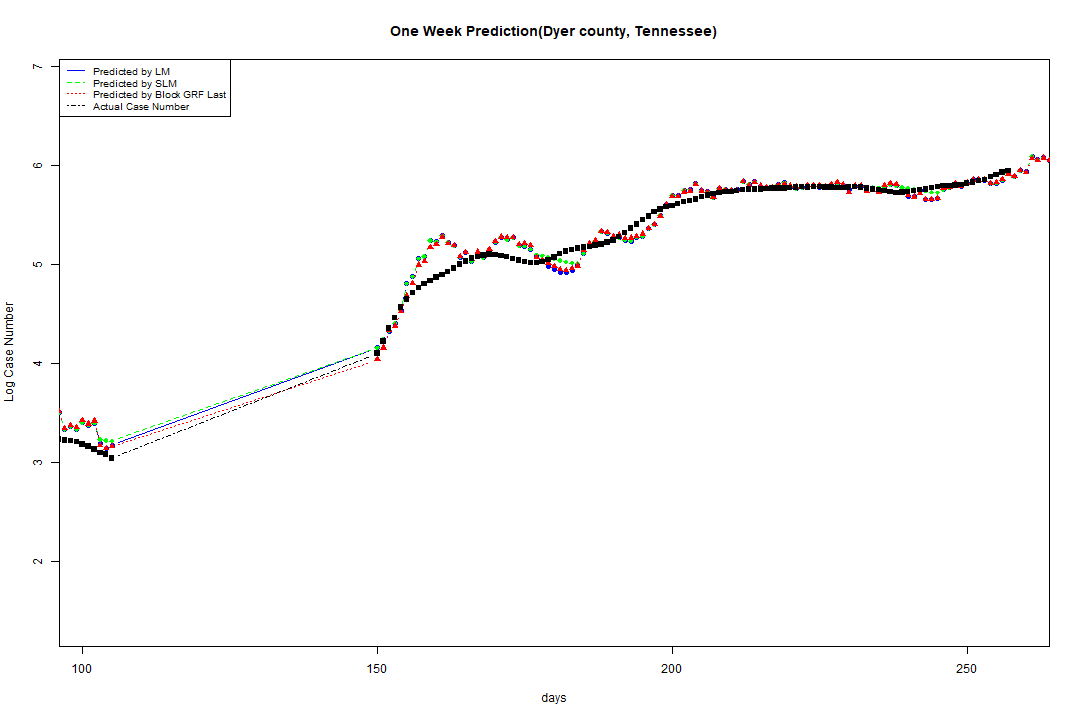 One Week Prediction(Dyer county, Tennessee)
Predicted by LM
Predicted by SLM
Predicted by Block GRF Last
Actual Case Number
7
6
5
4
3
2
Log Case Number
100 150 200 250
days